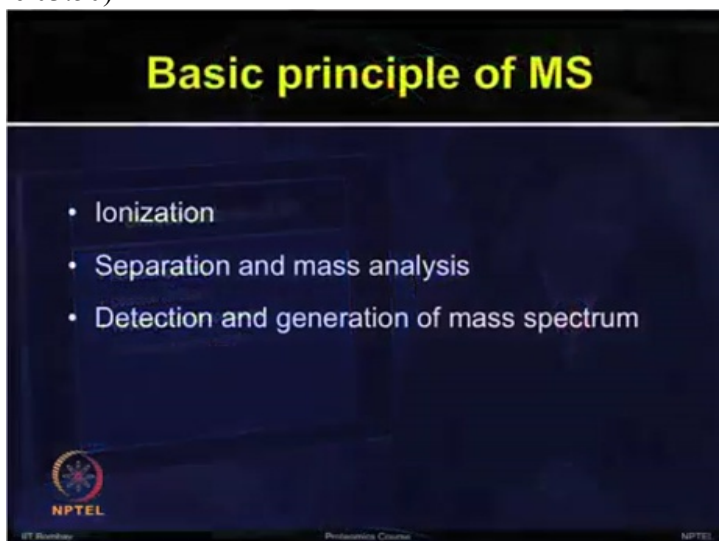 Basic principle of MS
• Ionization
• Separation and mass analysis
• Detection and generation of mass spectrum
NPTEL
IIT Bombay Proteomics Course NPTEL